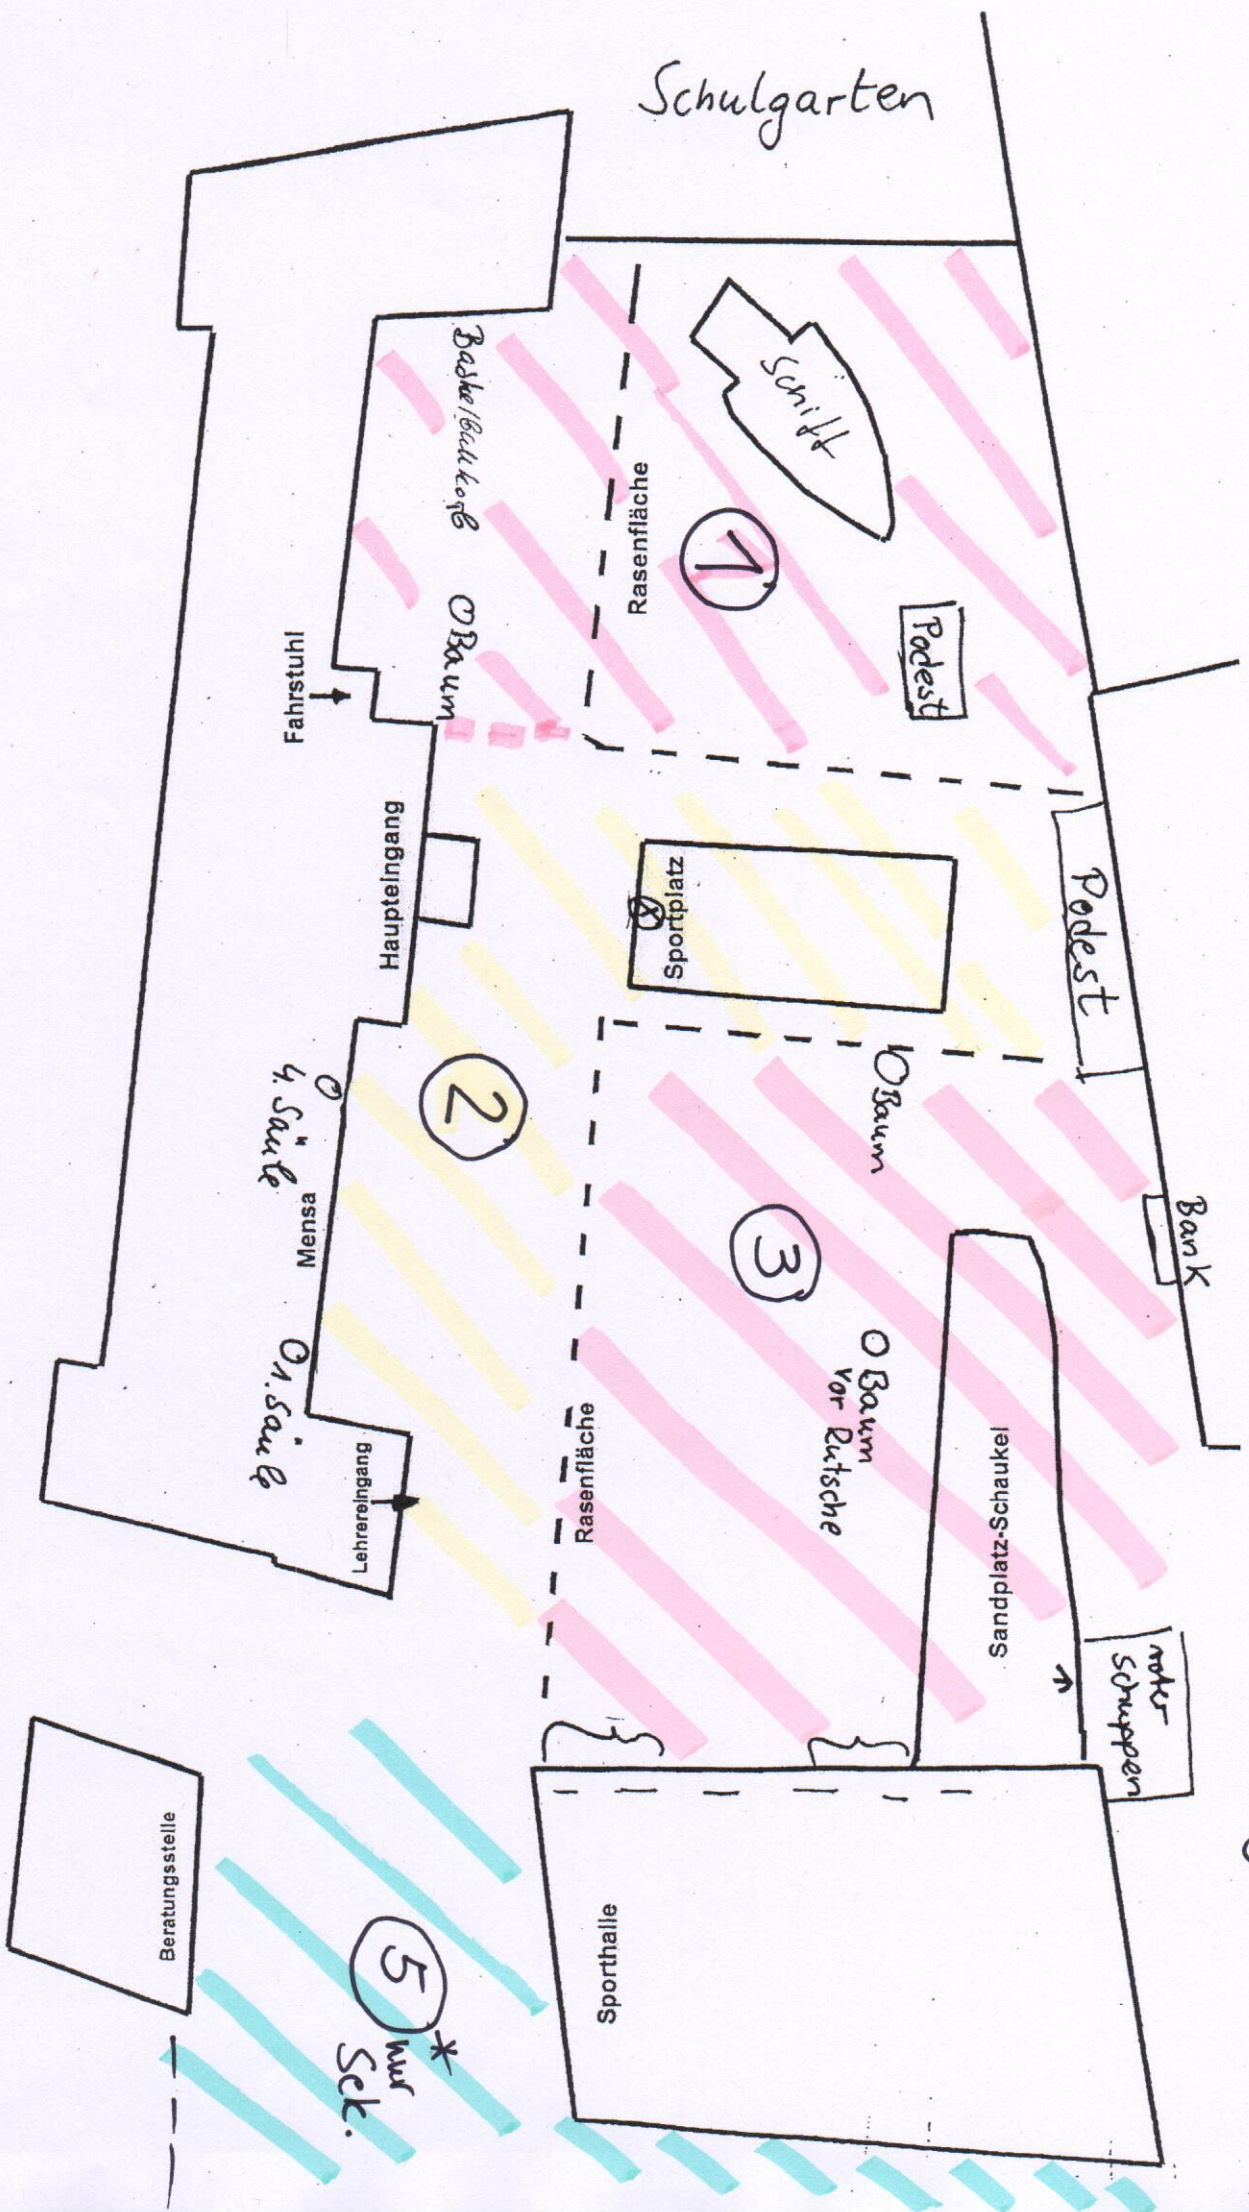 Schulgarten
Schiff
Basketballkorb
Rasenfläche
1
Podest
Baum
Fahrstuhl
Haupteingang
Sportplatz
Podest
2
Baum
4. Säule
Mensa
3
Bank
Baum
vor Rutsche
1. Säule
Lehrereingang
Rasenfläche
Sandplatz-Schaukel
roter
Schuppen
Beratungsstelle
Sporthalle
5 *
nur
Sek.